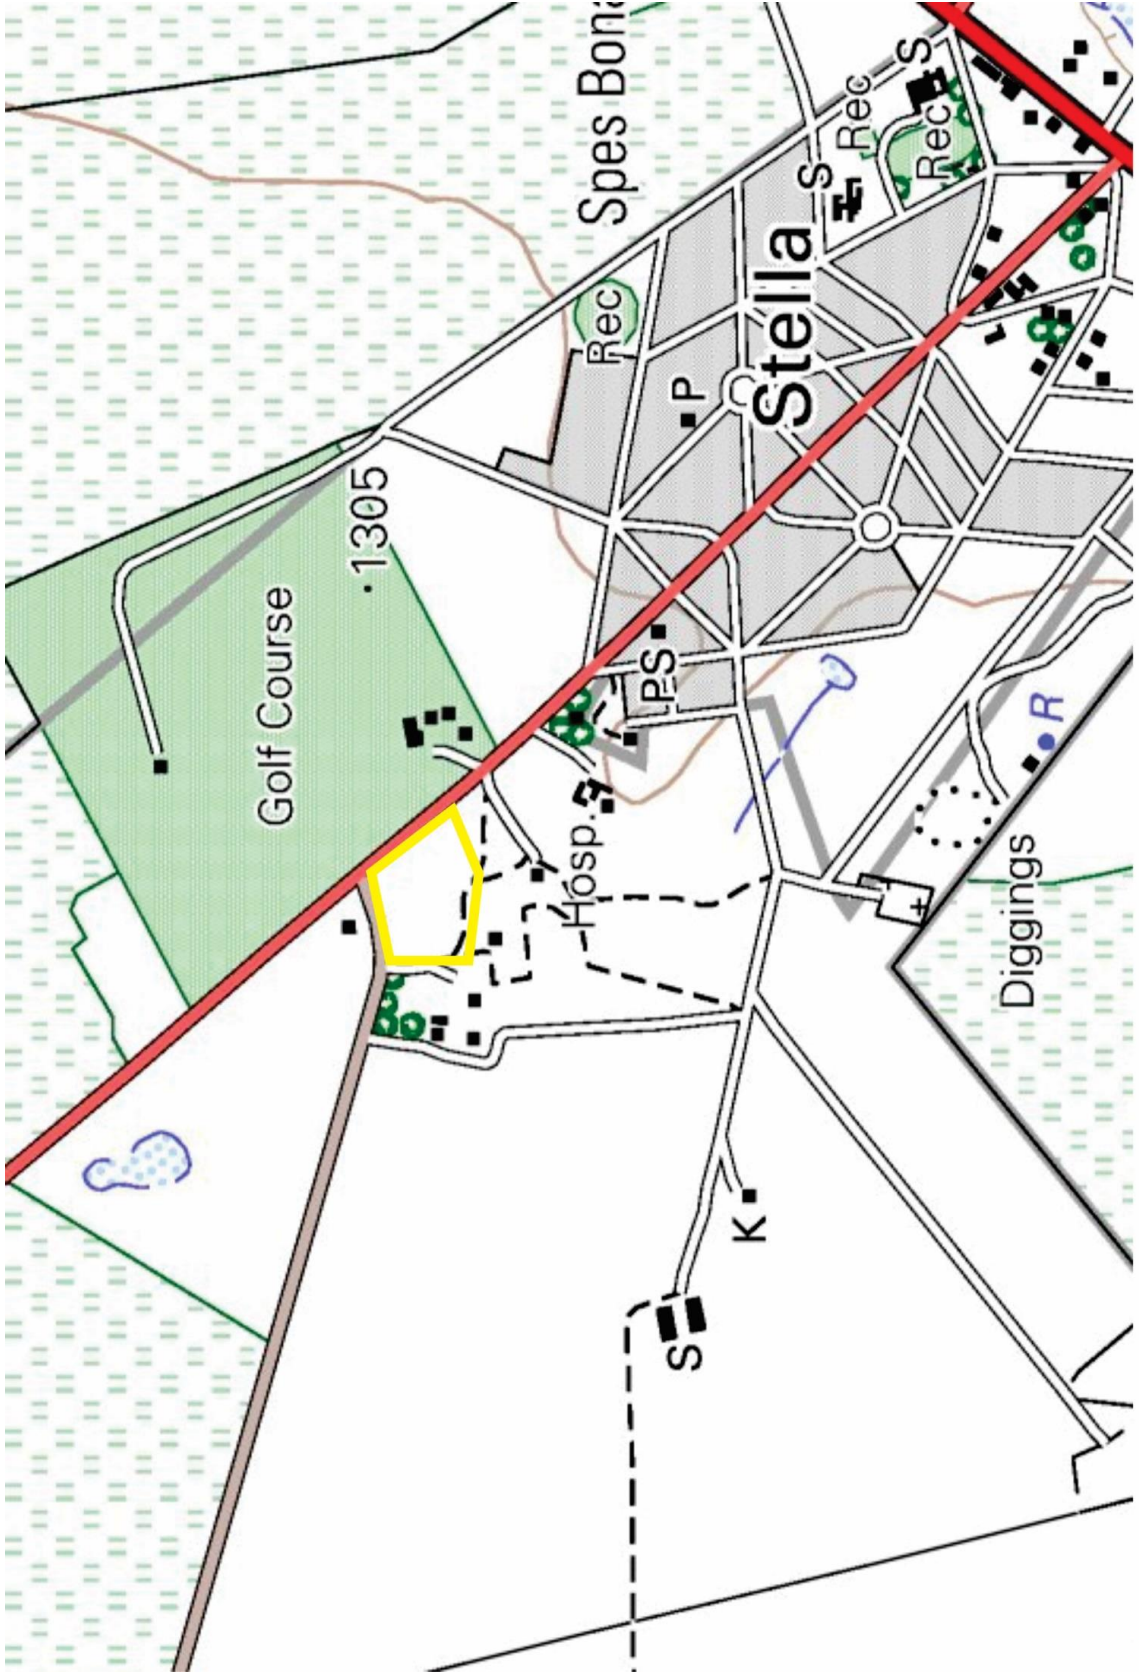 Spes Bona
S
Rec
Rec
S
Stella
Rec
P
.1305
Golf Course
PS
Hosp.
R
Diggings
K
S